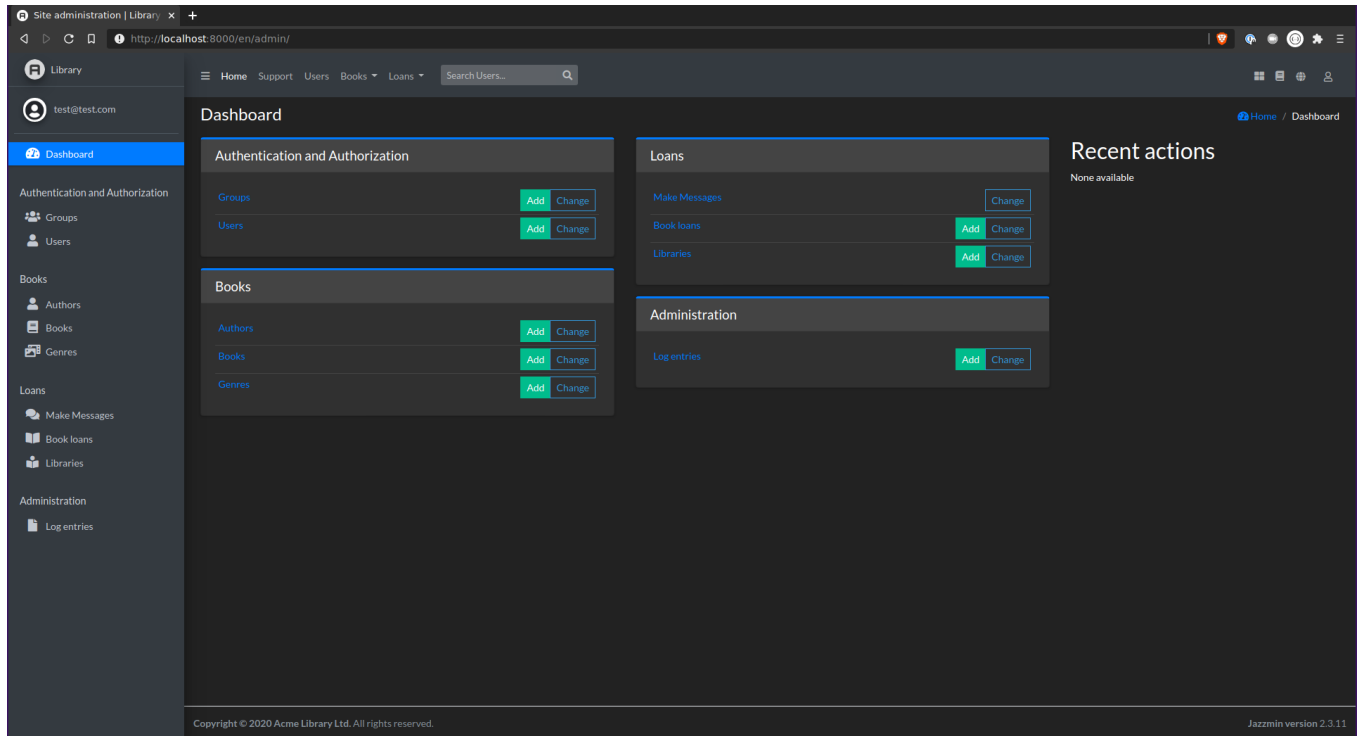 Site administration | Library
http://localhost:8000/en/admin/
Library
Home Support Users Books Loans Search Users...
test@test.com
Dashboard
Home / Dashboard
Dashboard
Authentication and Authorization
Groups
Users
Books
Authors
Books
Genres
Loans
Make Messages
Book loans
Libraries
Administration
Log entries
Authentication and Authorization
Groups Add Change
Users Add Change
Books
Authors Add Change
Books Add Change
Genres Add Change
Loans
Make Messages Change
Book loans Add Change
Libraries Add Change
Administration
Log entries Add Change
Recent actions
None available
Copyright © 2020 Acme Library Ltd. All rights reserved.
Jazzmin version 2.3.11